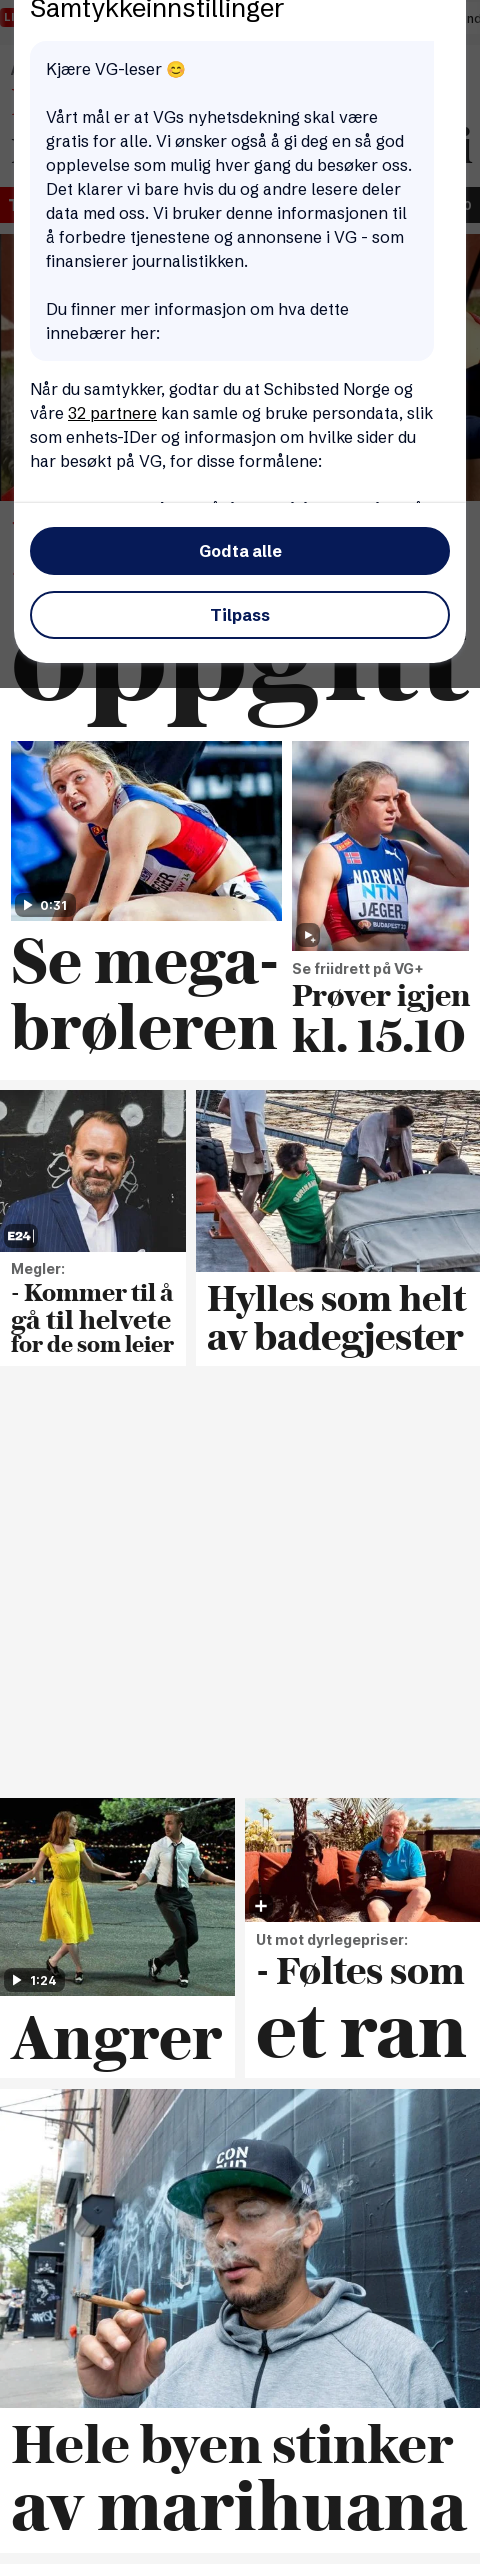 Samtykkeinnstillinger
Kjære VG-leser 😊
Vårt mål er at VGs nyhetsdekning skal være
gratis for alle. Vi ønsker også å gi deg en så god
opplevelse som mulig hver gang du besøker oss.
Det klarer vi bare hvis du og andre lesere deler
data med oss. Vi bruker denne informasjonen til
å forbedre tjenestene og annonsene i VG - som
finansierer journalistikken.
Du finner mer informasjon om hva dette
innebærer her:
Når du samtykker, godtar du at Schibsted Norge og
våre 32 partnere kan samle og bruke persondata, slik
som enhets-IDer og informasjon om hvilke sider du
har besøkt på VG, for disse formålene:
Godta alle
Tilpass
oppgitt
0:31
Se mega-
brøleren
NORWAY
NTN
JÆGER
BUDAPEST 23
Se friidrett på VG+
Prøver igjen
kl. 15.10
E24
Megler:
- Kommer til å
gå til helvete
for de som leier
Hylles som helt
av badegjester
1:24
Angrer
Ut mot dyrlegepriser:
- Føltes som
et ran
Hele byen stinker
av marihuana